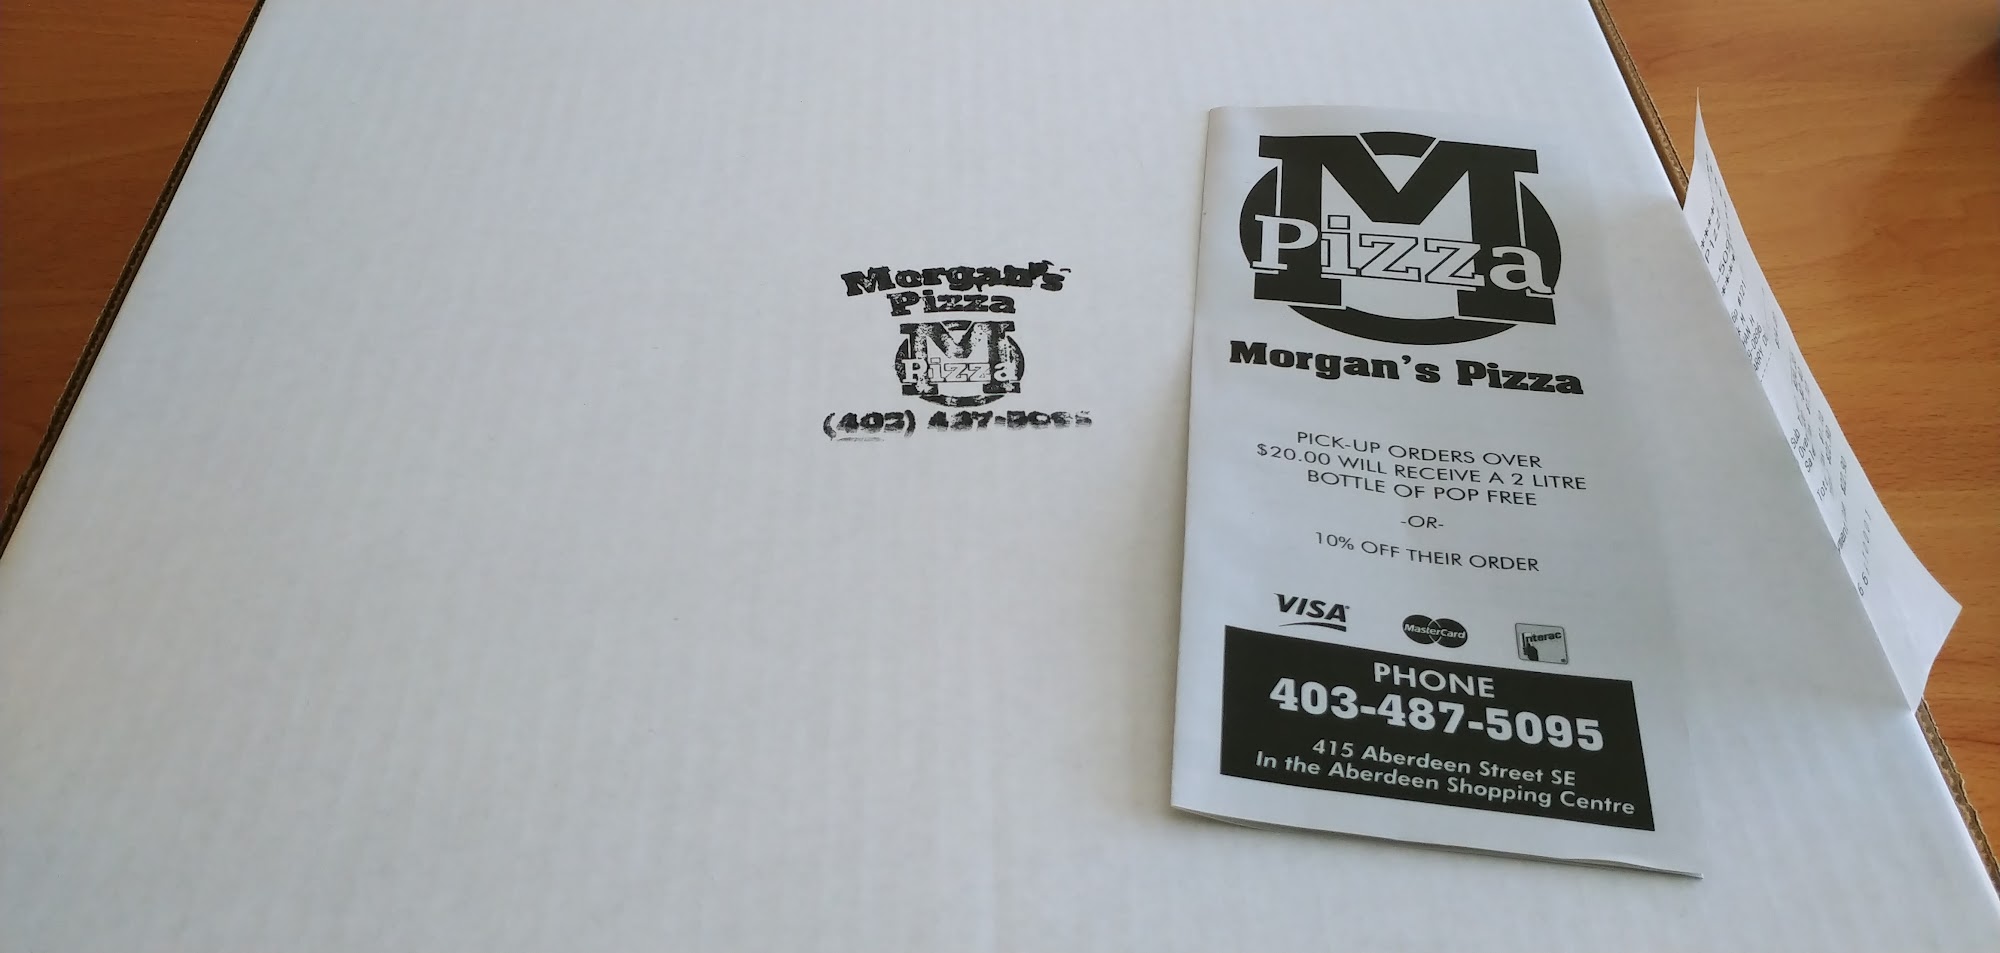 Morgan's
Pizza
M
Pizza
M
Pizza
Morgan's Pizza
PICK-UP ORDERS OVER
$20.00 WILL RECEIVE A 2 LITRE
BOTTLE OF POP FREE
-OR-
10% OFF THEIR ORDER
VISA
MasterCard
Interac
PHONE
403-487-5095
415 Aberdeen Street SE
In the Aberdeen Shopping Centre
Sub